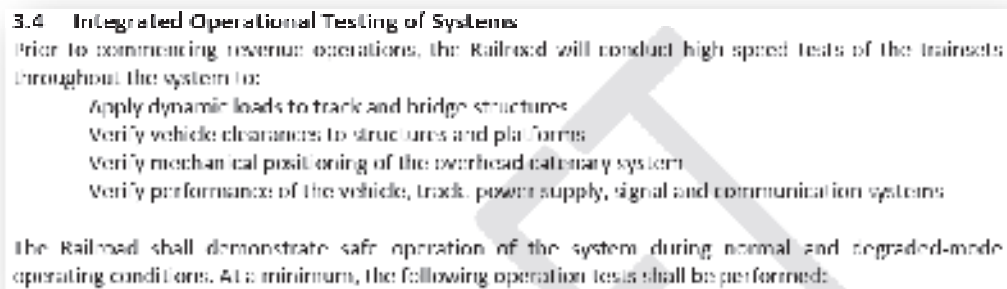 3.4 Integrated Operational Testing of Systems
Prior to commencing revenue operations, the Railroad will conduct high speed tests of the trainsets
throughout the system to:
Apply dynamic loads to track and bridge structures
Verify vehicle clearances to structures and platforms
Verify mechanical positioning of the overhead catenary system
Verify performance of the vehicle, track, power supply, signal and communication systems
The Railroad shall demonstrate safe operation of the system during normal and degraded-mode
operating conditions. At a minimum, the following operation tests shall be performed: